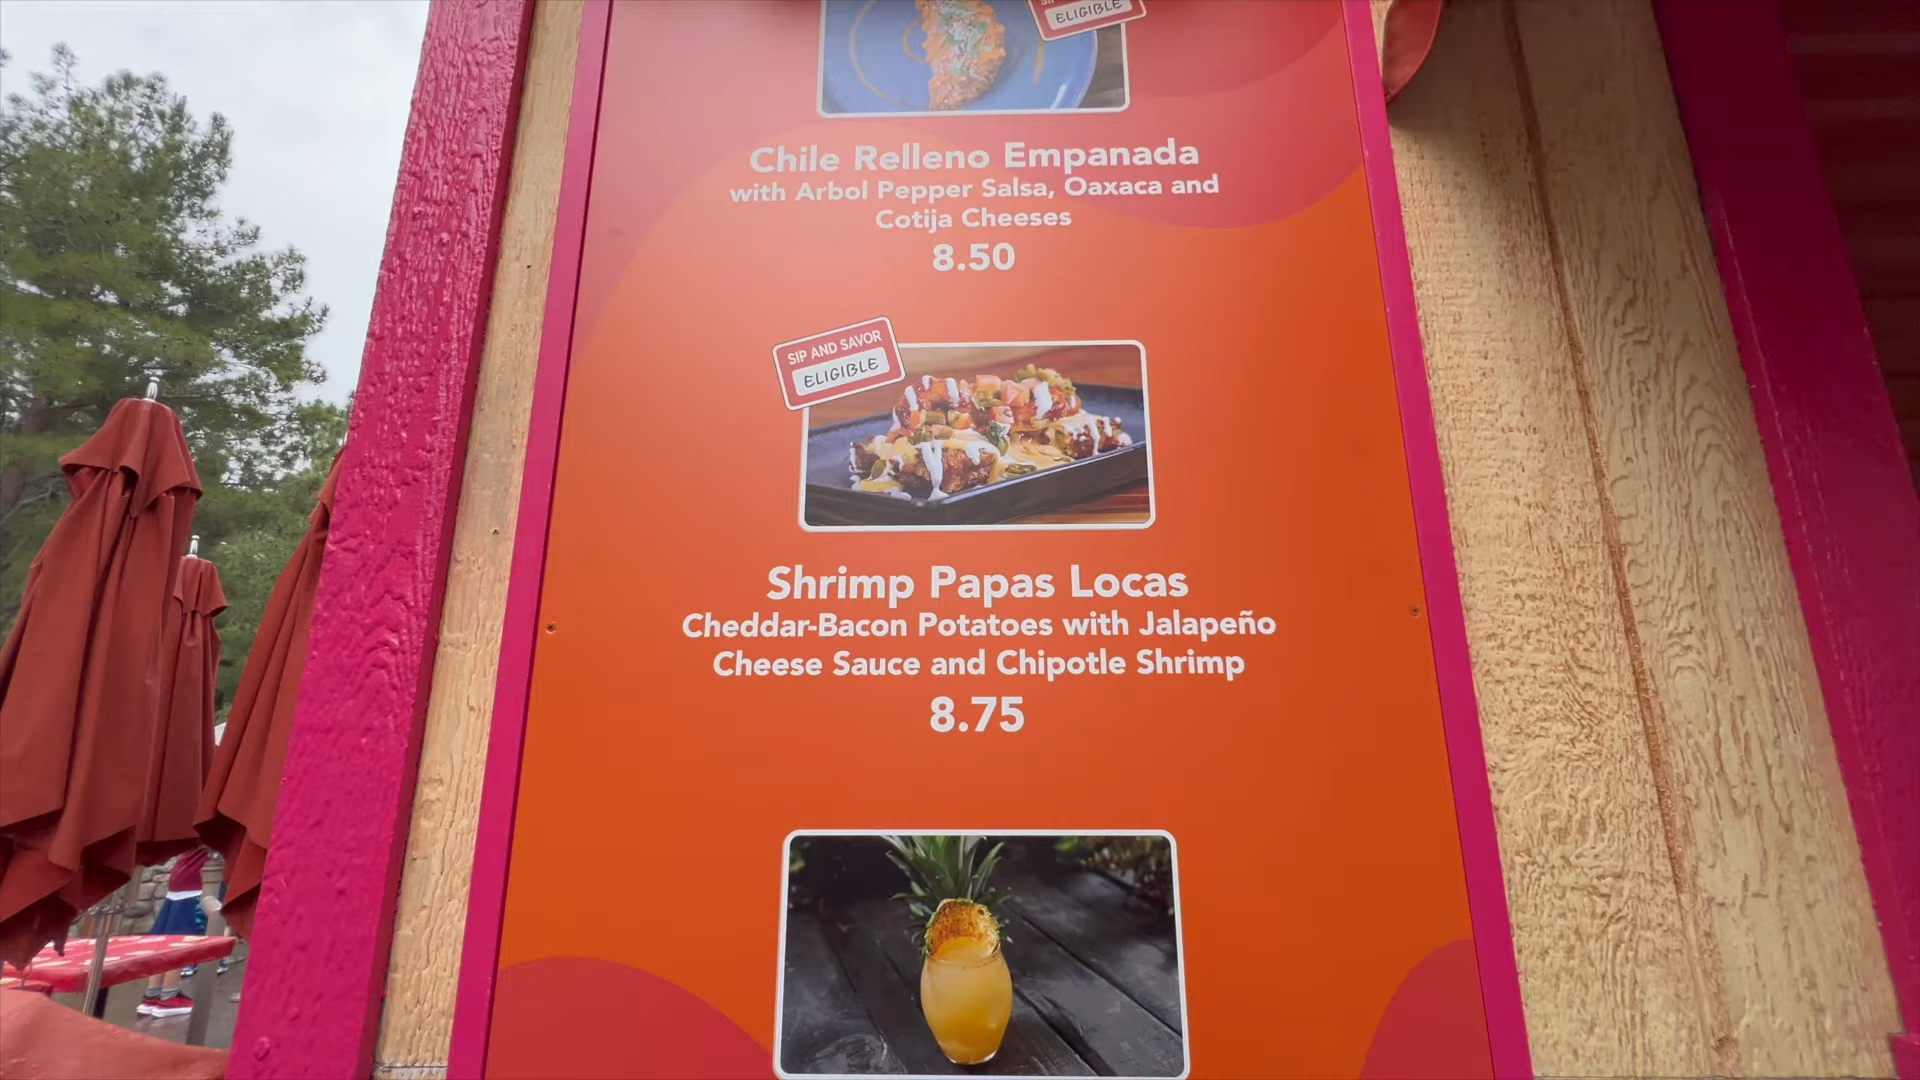 ELIGIBLE
Chile Relleno Empanada
with Arbol Pepper Salsa, Oaxaca and
Cotija Cheeses
8.50
SIP AND SAVOR
ELIGIBLE
Shrimp Papas Locas
Cheddar-Bacon Potatoes with Jalapeño
Cheese Sauce and Chipotle Shrimp
8.75